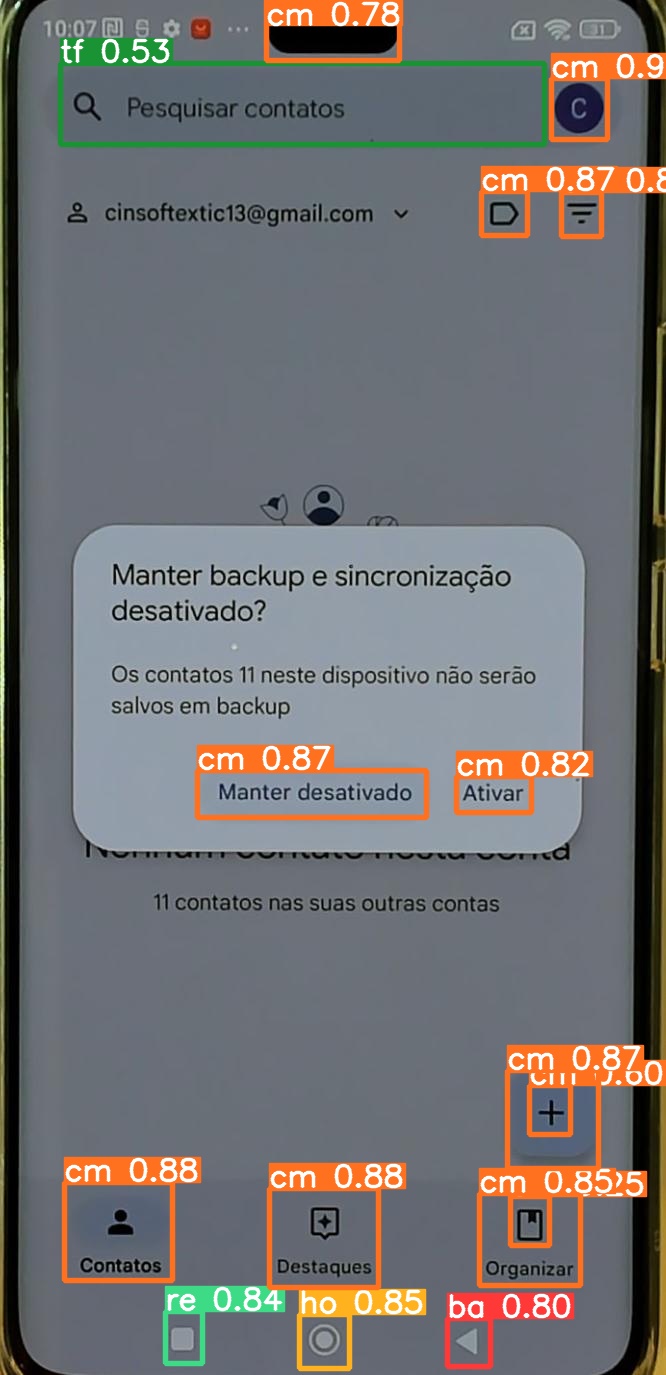 cm 0.78
10:07
31
tf 0.53
cm 0.9
Pesquisar contatos
C
cm 0.87 0.8
cinsoftextic13@gmail.com
Manter backup e sincronização
desativado?
Os contatos 11 neste dispositivo não serão
salvos em backup
cm 0.87
cm 0.82
Manter desativado
Ativar
Nenhum contato nesta conta
11 contatos nas suas outras contas
cm 0.87
cm 0.60
cm 0.88
cm 0.88
cm 0.85
Contatos
Destaques
Organizar
re 0.84
ho 0.85
ba 0.80